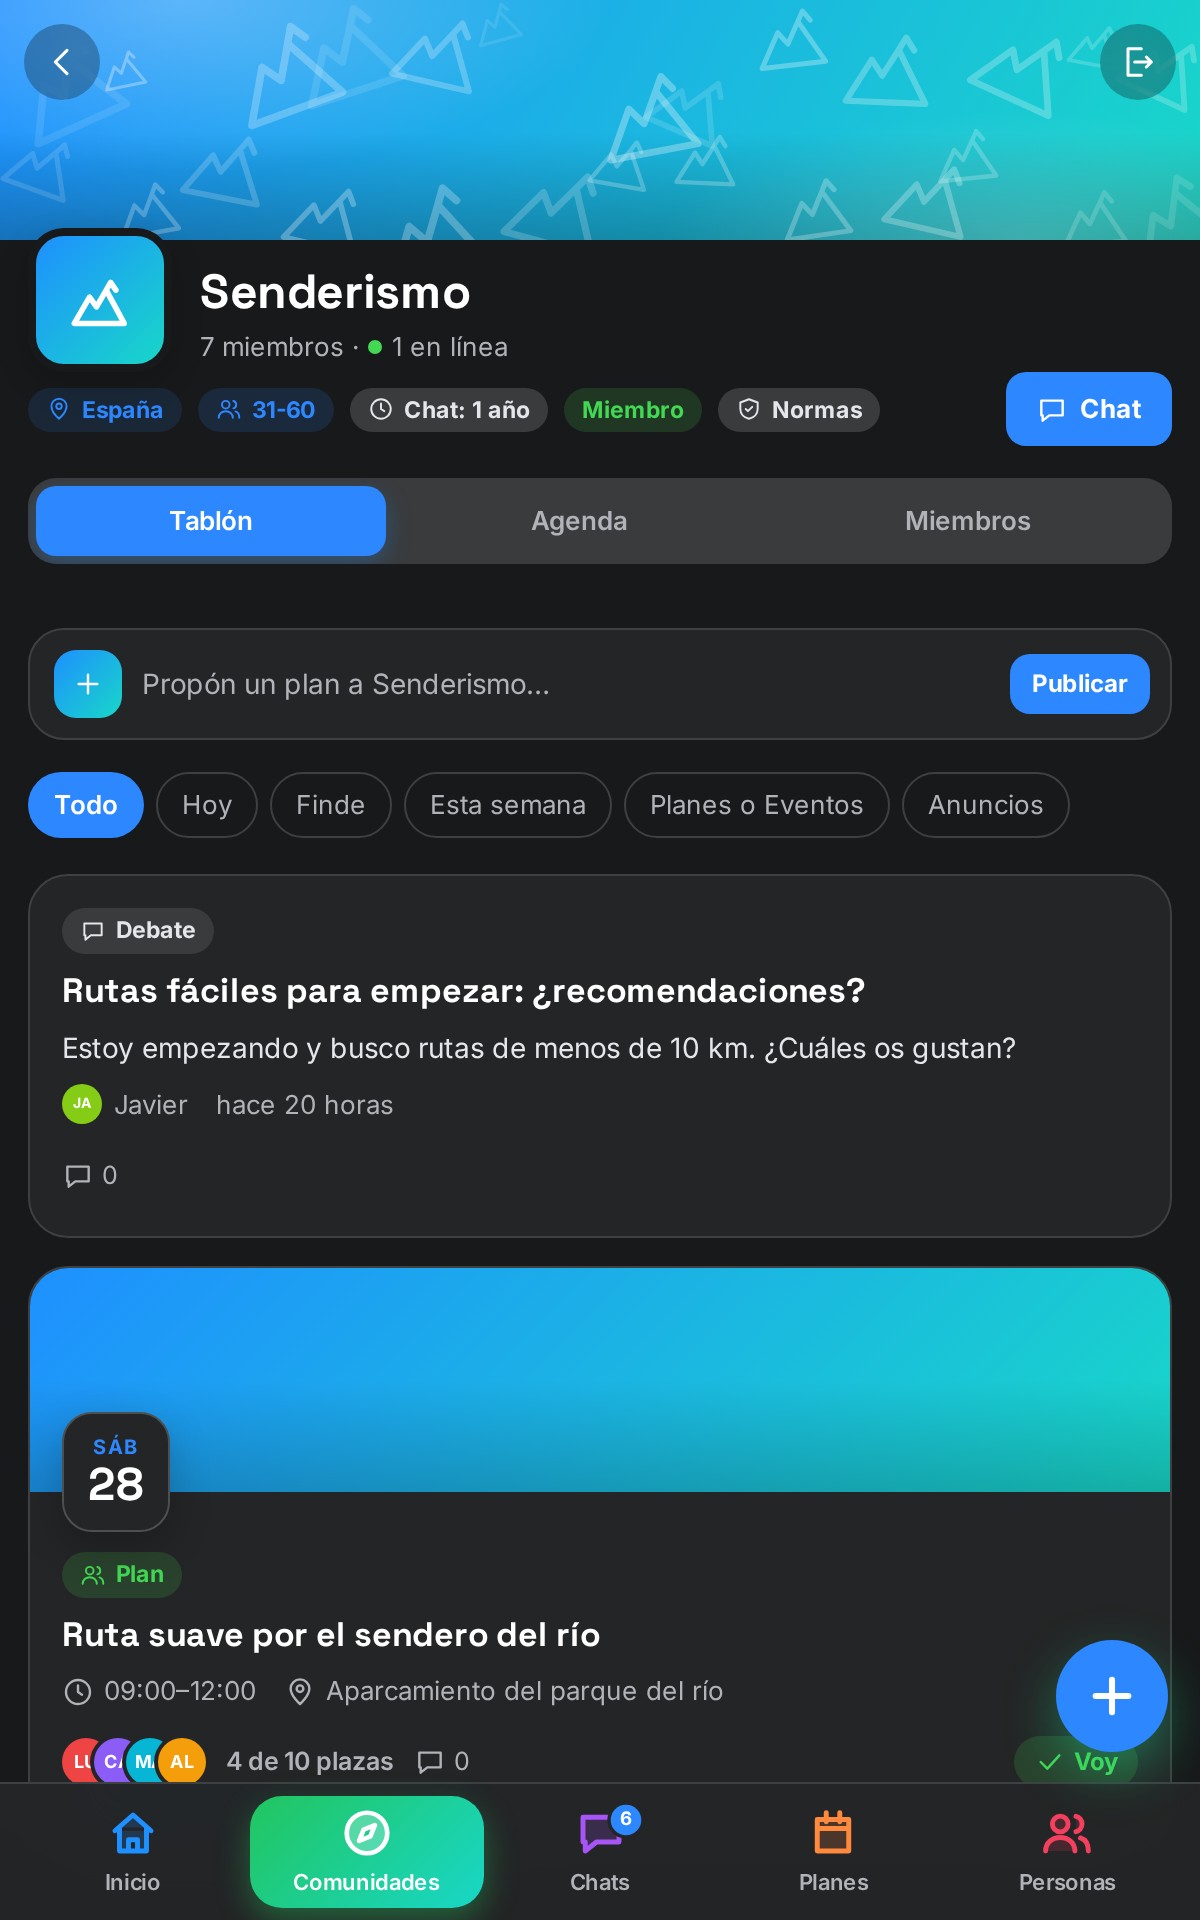 Senderismo
7 miembros · 1 en línea
España
31-60
Chat: 1 año
Miembro
Normas
Chat
Tablón
Agenda
Miembros
Propón un plan a Senderismo...
Publicar
Todo
Hoy
Finde
Esta semana
Planes o Eventos
Anuncios
Debate
Rutas fáciles para empezar: ¿recomendaciones?
Estoy empezando y busco rutas de menos de 10 km. ¿Cuáles os gustan?
JA
Javier
hace 20 horas
0
SÁB
28
Plan
Ruta suave por el sendero del río
09:00–12:00
Aparcamiento del parque del río
AL
4 de 10 plazas
0
Voy
Inicio
Comunidades
6
Chats
Planes
Personas